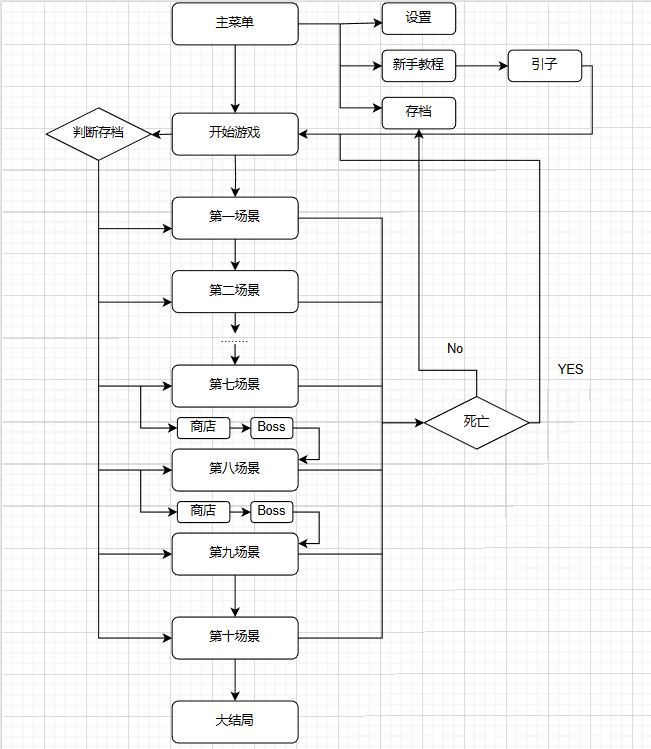 主菜单
设置
新手教程
引子
存档
判断存档
开始游戏
第一场景
第二场景
........
No
YES
第七场景
死亡
商店
Boss
第八场景
商店
Boss
第九场景
第十场景
大结局